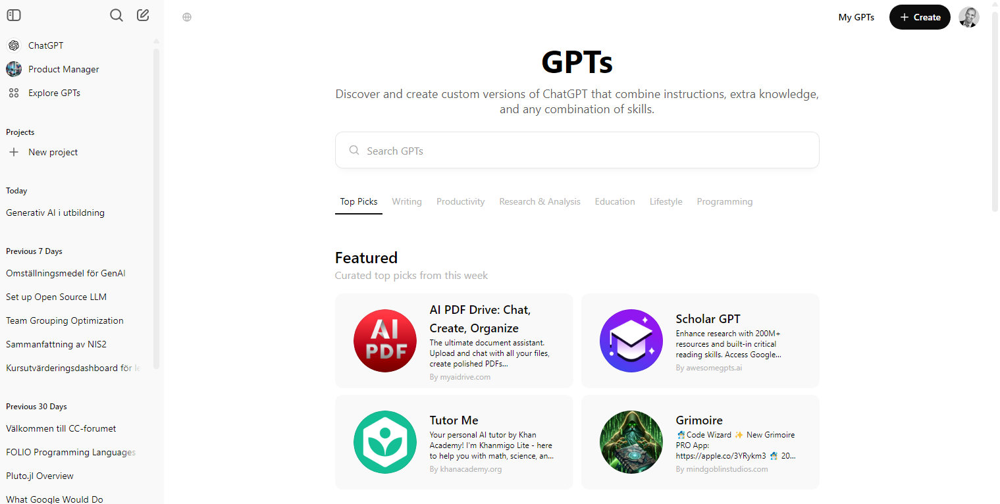 ChatGPT
Product Manager
Explore GPTs
Projects
New project
Today
Generativ AI i utbildning
Previous 7 Days
Omställningsmedel för GenAI
Set up Open Source LLM
Team Grouping Optimization
Sammanfattning av NIS2
Kursutvärderingsdashboard för le
Previous 30 Days
Välkommen till CC-forumet
FOLIO Programming Languages
Pluto.jl Overview
What Google Would Do
My GPTs
Create
GPTs
Discover and create custom versions of ChatGPT that combine instructions, extra knowledge,
and any combination of skills.
Search GPTs
Top Picks Writing Productivity Research & Analysis Education Lifestyle Programming
Featured
Curated top picks from this week
AI
PDF
AI PDF Drive: Chat,
Create, Organize
The ultimate document assistant.
Upload and chat with all your files,
create polished PDFs...
By myaidrive.com
Scholar GPT
Enhance research with 200M+
resources and built-in critical
reading skills. Access Google...
By awesomegpts.ai
Tutor Me
Your personal AI tutor by Khan
Academy! I'm Khanmigo Lite - here
to help you with math, science, an...
By khanacademy.org
Grimoire
🧙‍♂️Code Wizard ✨ New Grimoire
PRO App:
https://apple.co/3YRykm3 🧙‍♂️ 20...
By mindgoblinstudios.com